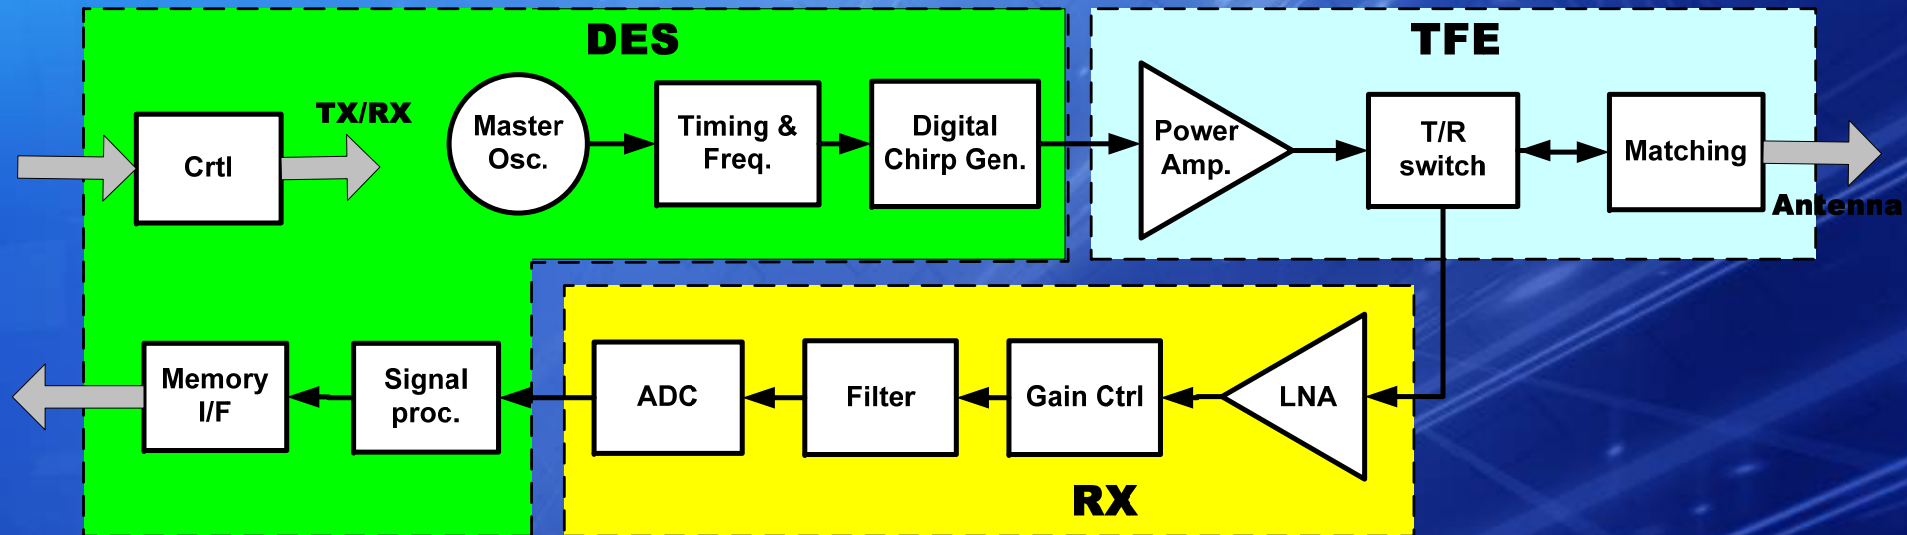 DES
TFE
Crtl
TX/RX
Master
Osc.
Timing &
Freq.
Digital
Chirp Gen.
Power
Amp.
T/R
switch
Matching
Antenna
Memory
I/F
Signal
proc.
ADC
Filter
Gain Ctrl
LNA
RX